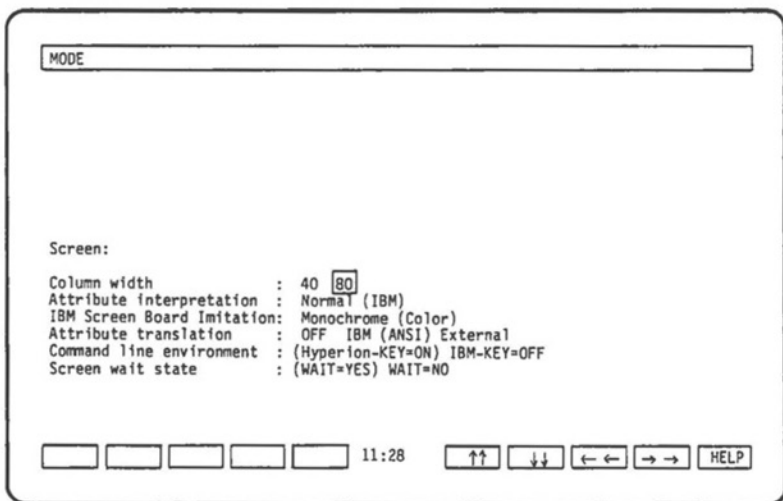 MODE
Screen:
Column width : 40 80
Attribute interpretation : Normal (IBM)
IBM Screen Board Imitation: Monochrome (Color)
Attribute translation : OFF IBM (ANSI) External
Command line environment : (Hyperion-KEY=ON) IBM-KEY=OFF
Screen wait state : (WAIT=YES) WAIT=NO
11:28 ↑↑ ↓↓ ← ← → → HELP